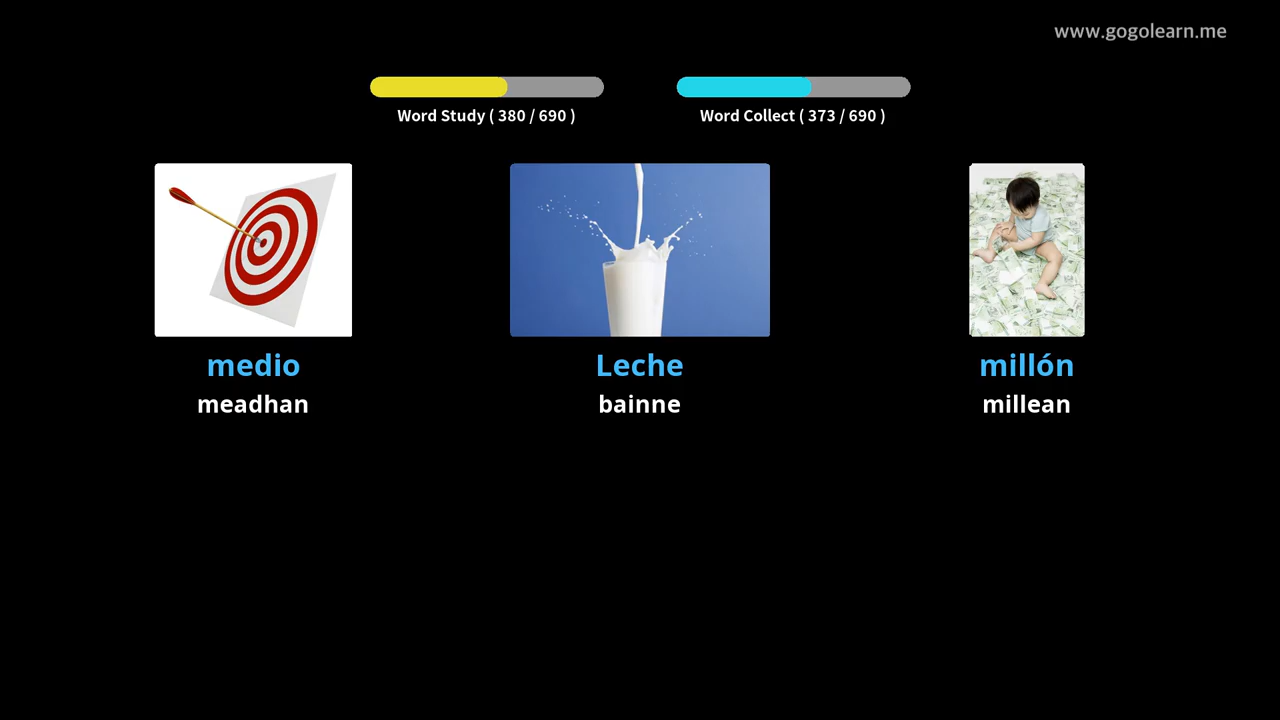 www.gogolearn.me
Word Study ( 380 / 690 )
Word Collect ( 373 / 690 )
medio
meadhan
Leche
bainne
millón
millean